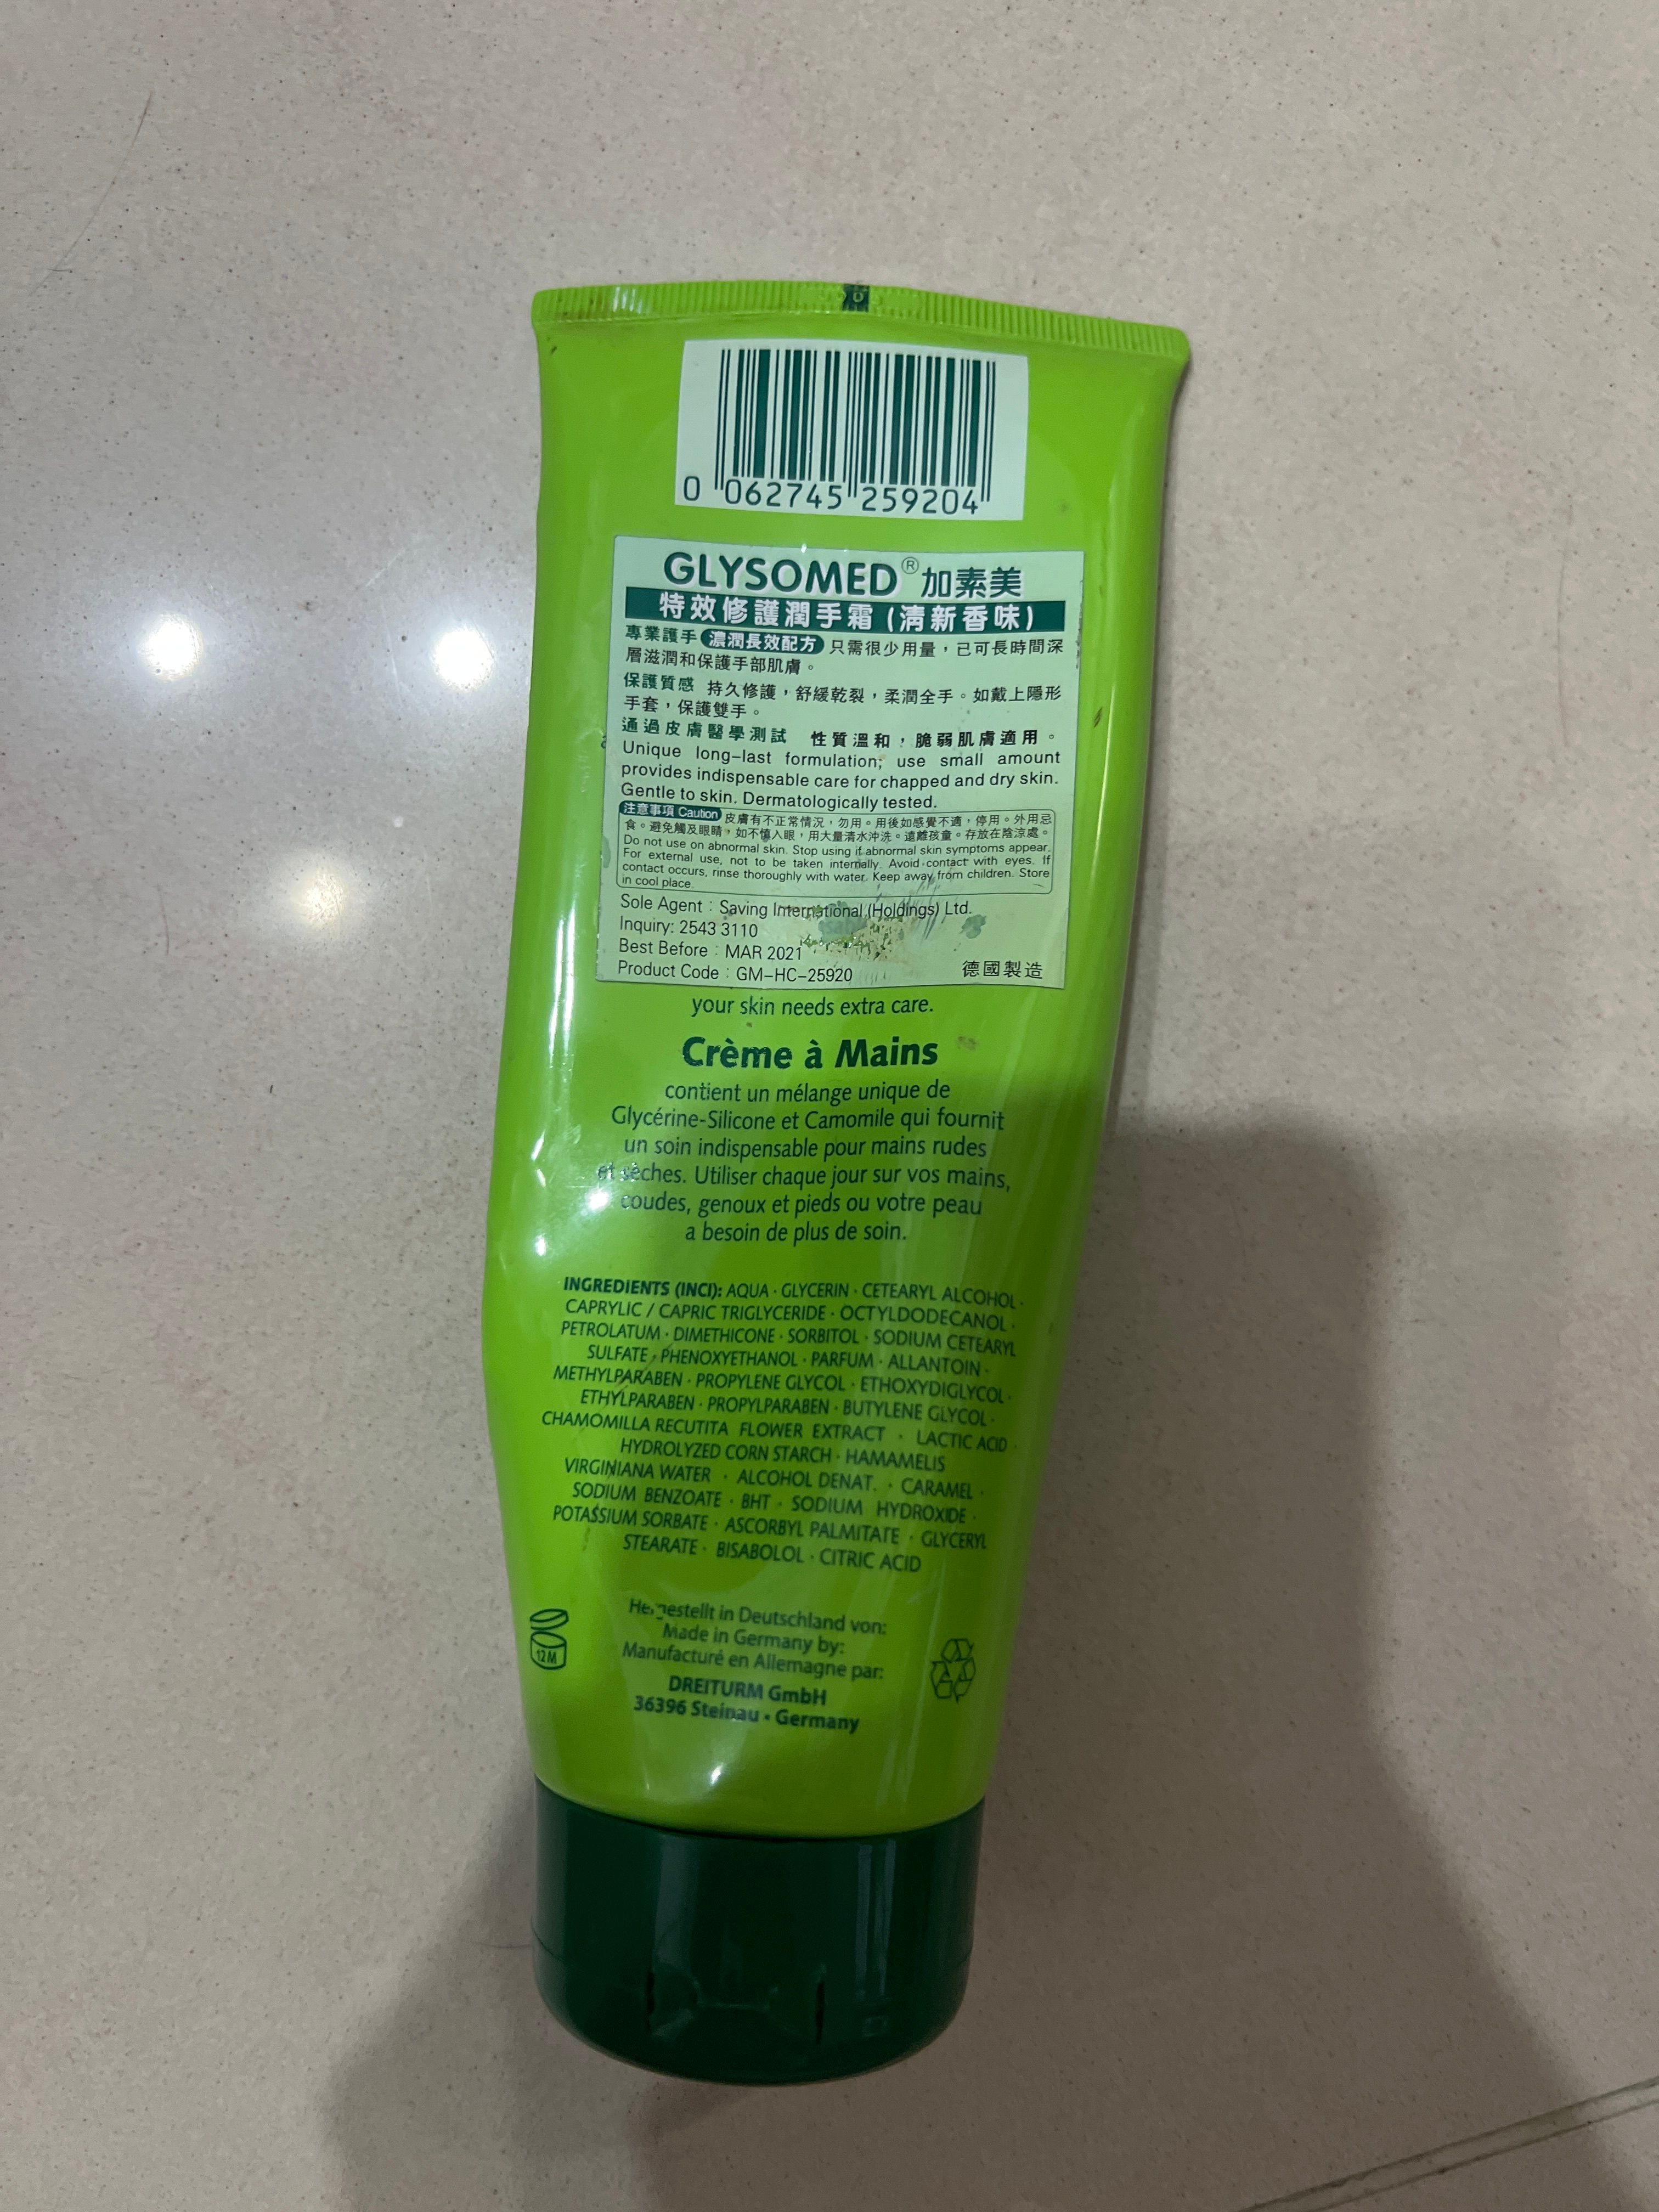 0 062745 259204
GLYSOMED® 加素美
特效修護潤手霜 (清新香味)
專業護手 濃潤長效配方 只需很少用量，已可長時間深
層滋潤和保護手部肌膚。
保護質感 持久修護，舒緩乾裂，柔潤全手。如戴上隱形
手套，保護雙手。
通過皮膚醫學測試 性質溫和，脆弱肌膚適用。
Unique long–last formulation; use small amount
provides indispensable care for chapped and dry skin.
Gentle to skin. Dermatologically tested.
注意事項 Caution 皮膚有不正常情況，勿用。用後如感覺不適，停用。外用忌
食。避免觸及眼睛，如不慎入眼，用大量清水沖洗。遠離孩童。存放在陰涼處。
Do not use on abnormal skin. Stop using if abnormal skin symptoms appear.
For external use, not to be taken internally. Avoid contact with eyes. If
contact occurs, rinse thoroughly with water. Keep away from children. Store
in cool place.
Sole Agent : Saving International (Holdings) Ltd.
Inquiry: 2543 3110
Best Before : MAR 2021
Product Code : GM–HC–25920 德國製造
your skin needs extra care.
Crème à Mains
contient un mélange unique de
Glycérine-Silicone et Camomile qui fournit
un soin indispensable pour mains rudes
et sèches. Utiliser chaque jour sur vos mains,
coudes, genoux et pieds ou votre peau
a besoin de plus de soin.
INGREDIENTS (INCI): AQUA · GLYCERIN · CETEARYL ALCOHOL ·
CAPRYLIC / CAPRIC TRIGLYCERIDE · OCTYLDODECANOL ·
PETROLATUM · DIMETHICONE · SORBITOL · SODIUM CETEARYL
SULFATE · PHENOXYETHANOL · PARFUM · ALLANTOIN ·
METHYLPARABEN · PROPYLENE GLYCOL · ETHOXYDIGLYCOL ·
ETHYLPARABEN · PROPYLPARABEN · BUTYLENE GLYCOL ·
CHAMOMILLA RECUTITA FLOWER EXTRACT · LACTIC ACID ·
HYDROLYZED CORN STARCH · HAMAMELIS
VIRGINIANA WATER · ALCOHOL DENAT. · CARAMEL ·
SODIUM BENZOATE · BHT · SODIUM HYDROXIDE ·
POTASSIUM SORBATE · ASCORBYL PALMITATE · GLYCERYL
STEARATE · BISABOLOL · CITRIC ACID
Hergestellt in Deutschland von:
Made in Germany by:
Manufacturé en Allemagne par:
DREITURM GmbH
36396 Steinau • Germany
12M